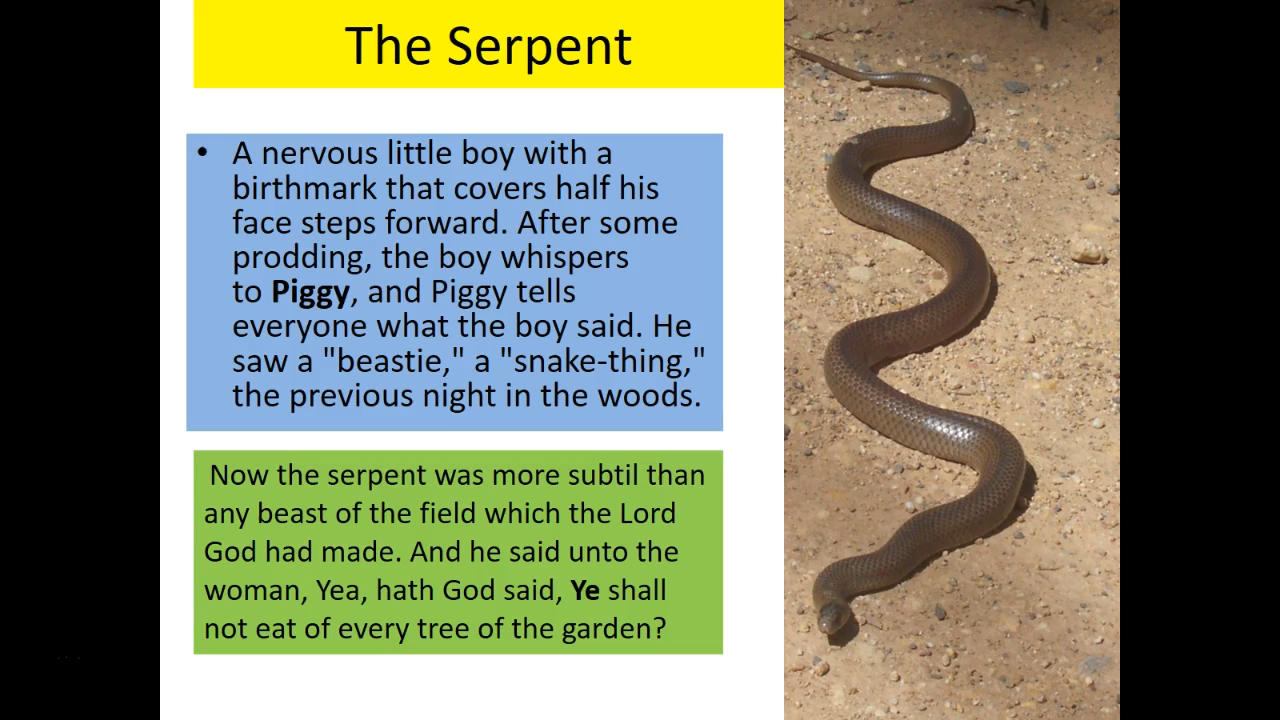 The Serpent
• A nervous little boy with a
birthmark that covers half his
face steps forward. After some
prodding, the boy whispers
to Piggy, and Piggy tells
everyone what the boy said. He
saw a "beastie," a "snake-thing,"
the previous night in the woods.
Now the serpent was more subtil than
any beast of the field which the Lord
God had made. And he said unto the
woman, Yea, hath God said, Ye shall
not eat of every tree of the garden?